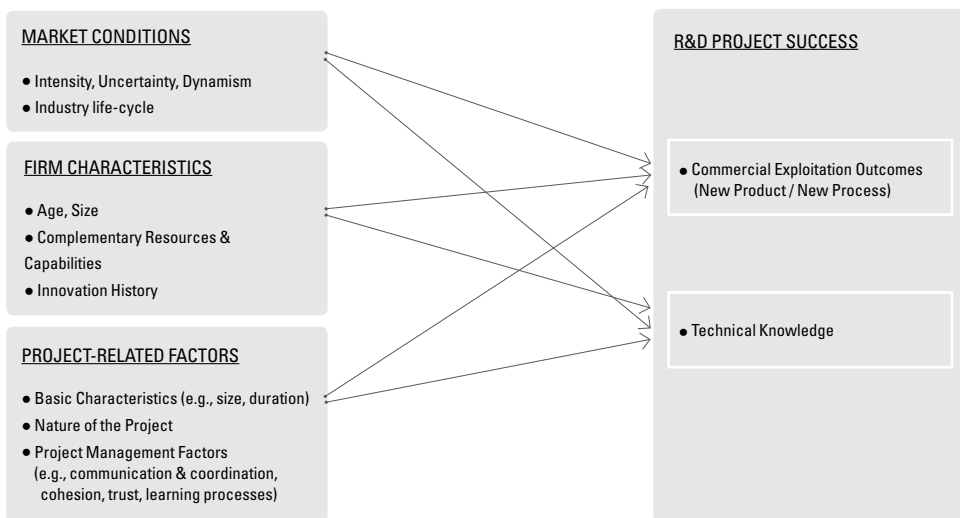 MARKET CONDITIONS
● Intensity, Uncertainty, Dynamism
● Industry life-cycle
FIRM CHARACTERISTICS
● Age, Size
● Complementary Resources &
Capabilities
● Innovation History
PROJECT-RELATED FACTORS
● Basic Characteristics (e.g., size, duration)
● Nature of the Project
● Project Management Factors
(e.g., communication & coordination,
cohesion, trust, learning processes)
R&D PROJECT SUCCESS
● Commercial Exploitation Outcomes
(New Product / New Process)
● Technical Knowledge